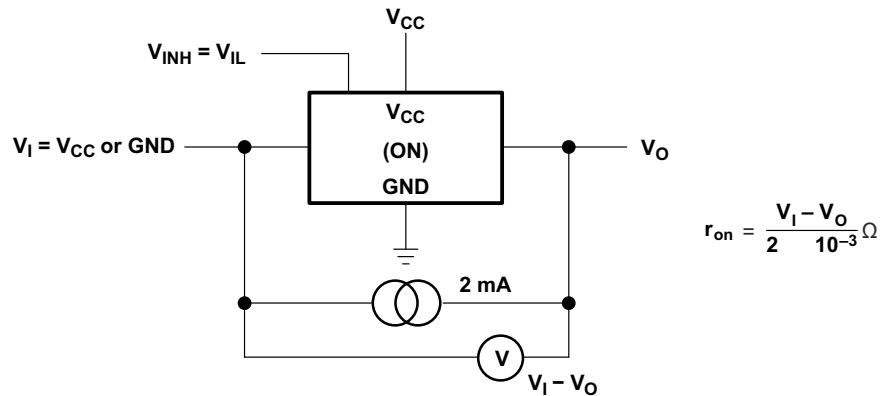 VCC
VINH = VIL
VCC
VI = VCC or GND
(ON)
VO
GND
ron = VI – VO
2 10–3 Ω
2 mA
V
VI – VO